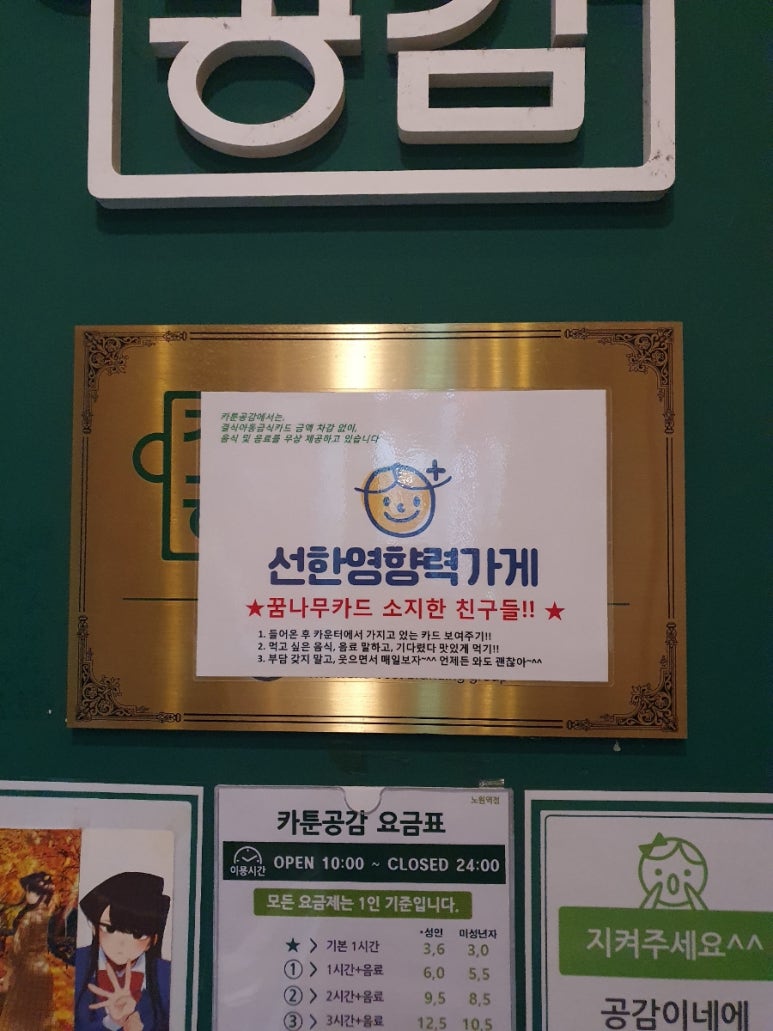 공감
카툰공감에서는,
결식아동급식카드 금액 차감 없이,
음식 및 음료를 무상 제공하고 있습니다
선한영향력가게
★꿈나무카드 소지한 친구들!! ★
1. 들어온 후 카운터에서 가지고 있는 카드 보여주기!!
2. 먹고 싶은 음식, 음료 말하고, 기다렸다 맛있게 먹기!!
3. 부담 갖지 말고, 웃으면서 매일보자~^^ 언제든 와도 괜찮아~^^
노원역점
카툰공감 요금표
이용시간 OPEN 10:00 ~ CLOSED 24:00
모든 요금제는 1인 기준입니다.
•성인 미성년자
★ > 기본 1시간 3,6 3,0
① > 1시간+음료 6,0 5,5
② > 2시간+음료 9,5 8,5
③ > 3시간+음료 12,5 10,5
지켜주세요^^
공감이네에